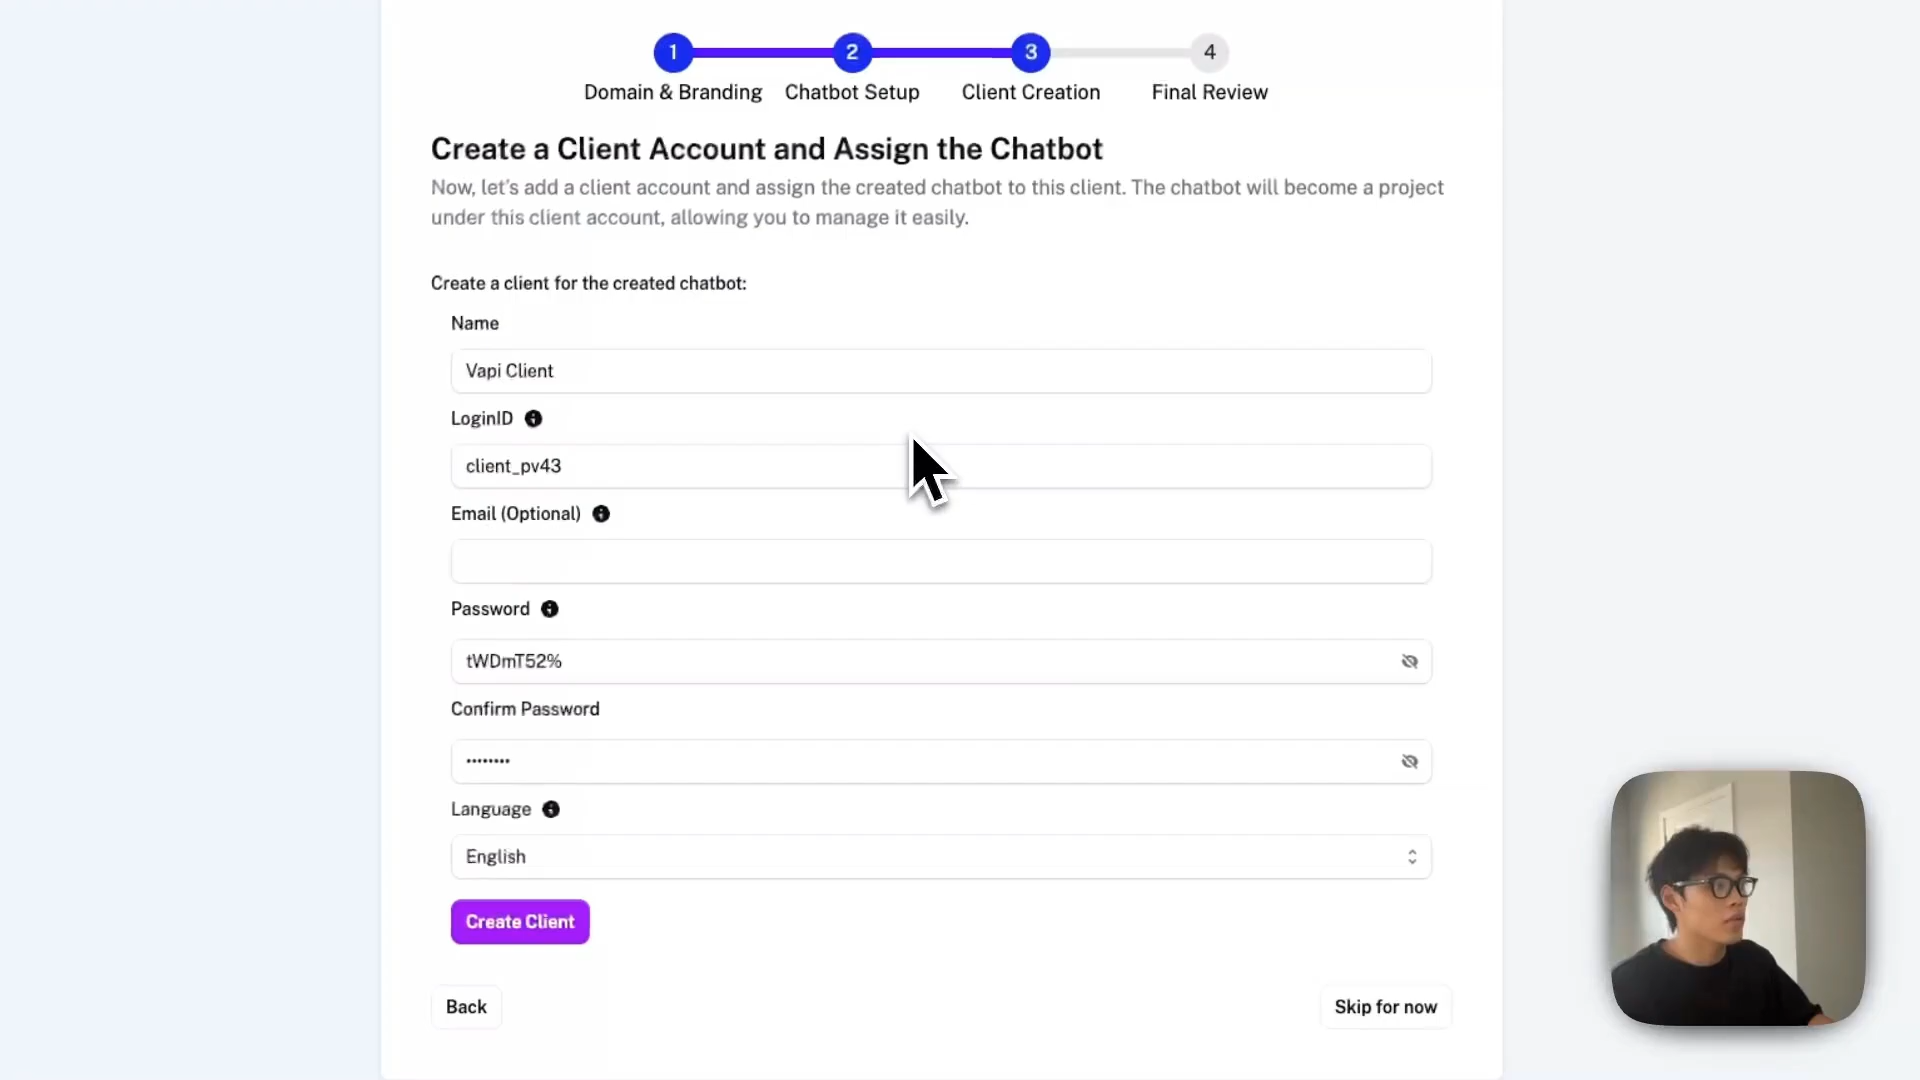 1
2
3
4
Domain & Branding
Chatbot Setup
Client Creation
Final Review
Create a Client Account and Assign the Chatbot
Now, let's add a client account and assign the created chatbot to this client. The chatbot will become a project
under this client account, allowing you to manage it easily.
Create a client for the created chatbot:
Name
Vapi Client
LoginID
client_pv43
Email (Optional)
Password
tWDmT52%
Confirm Password
••••••••
Language
English
Create Client
Back
Skip for now